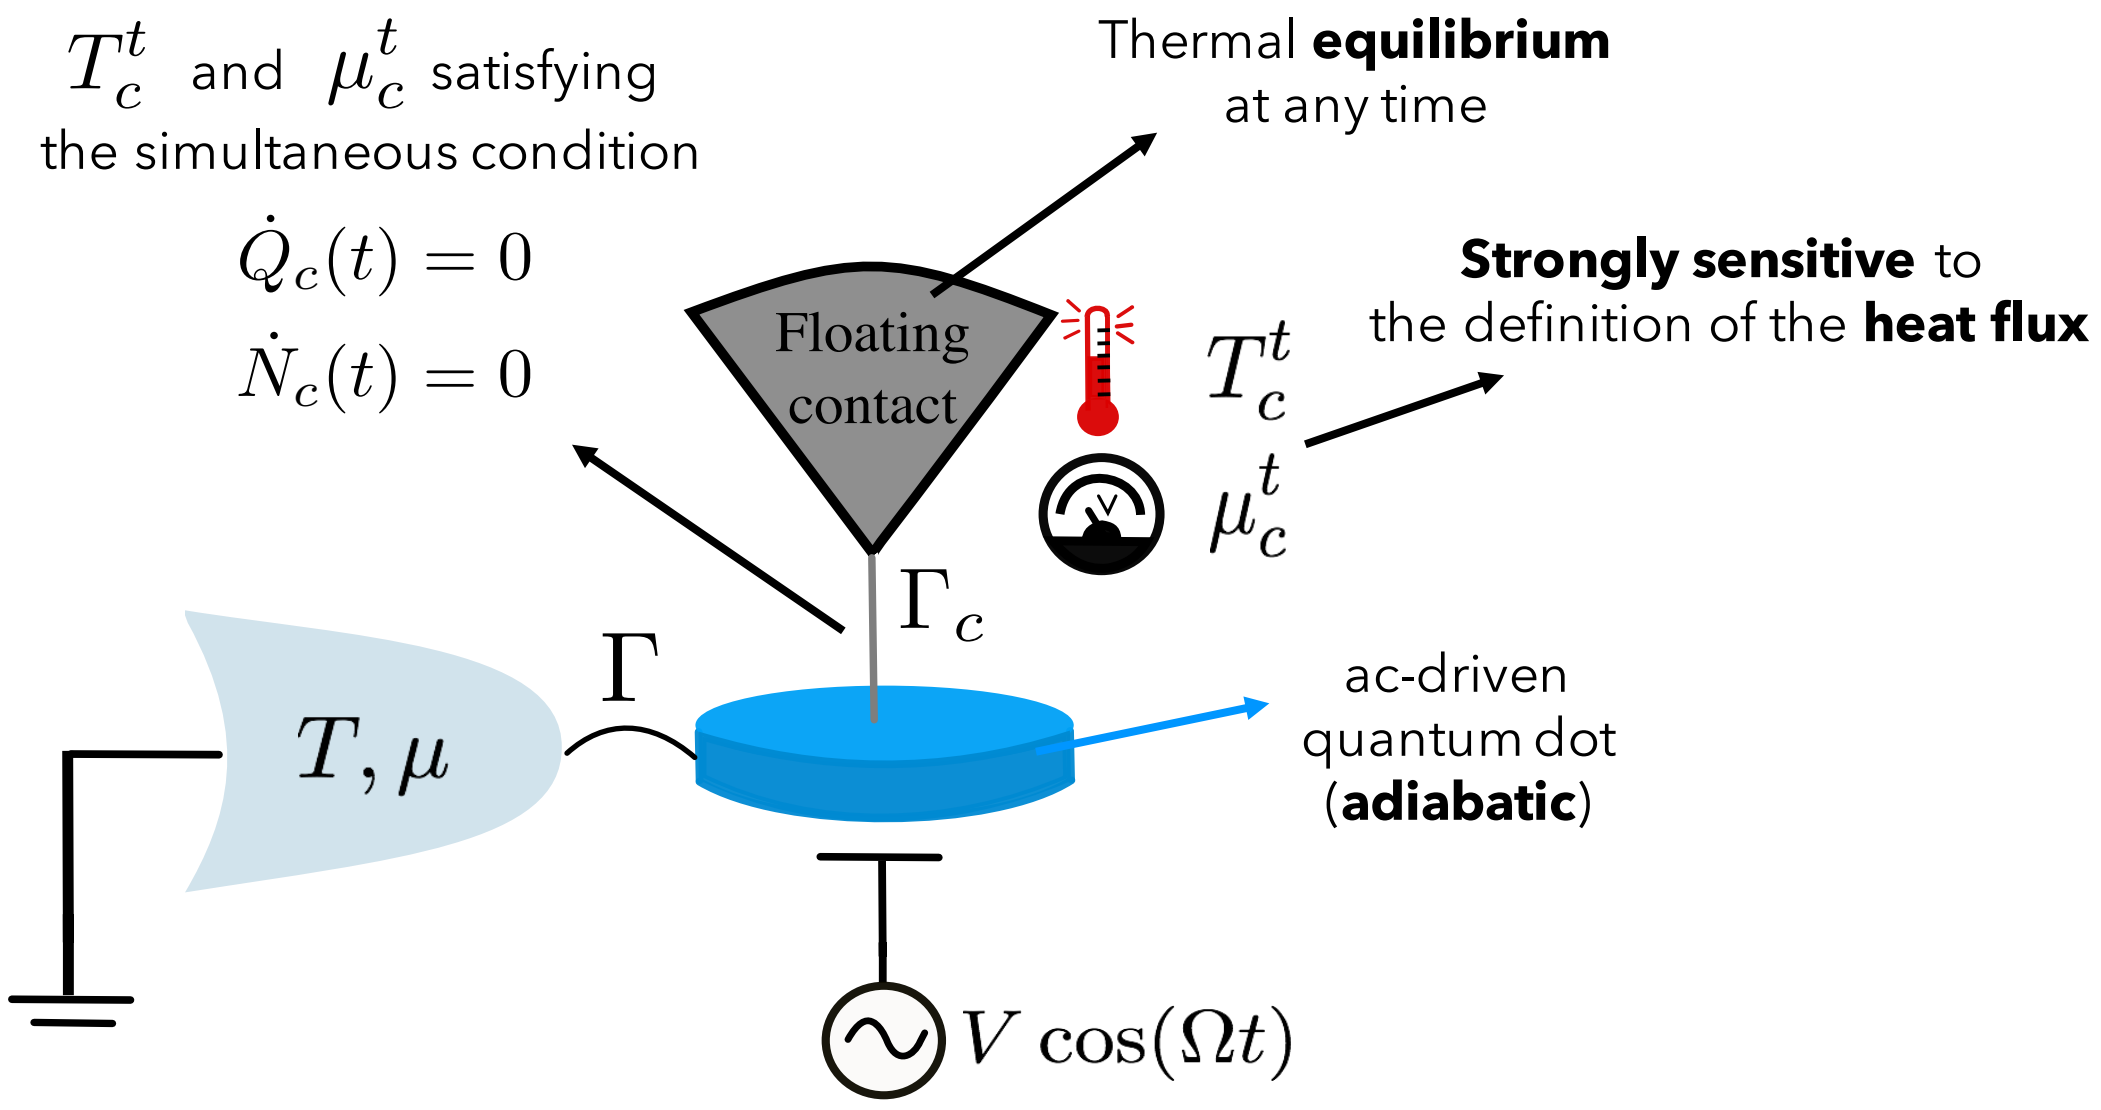 T_c^t and μ_c^t satisfying
the simultaneous condition
Q̇_c(t) = 0
Ṅ_c(t) = 0
Thermal equilibrium
at any time
Strongly sensitive to
the definition of the heat flux
Floating
contact
T_c^t
V
μ_c^t
Γ_c
Γ
T, μ
ac-driven
quantum dot
(adiabatic)
V cos(Ωt)